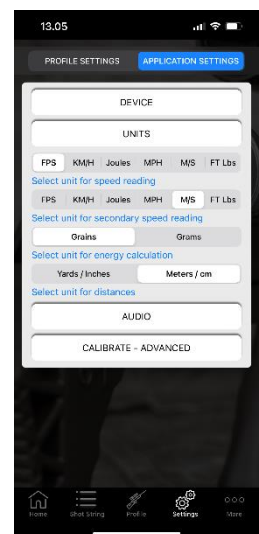 13.05
PROFILE SETTINGS APPLICATION SETTINGS
DEVICE
UNITS
FPS KM/H Joules MPH M/S FT Lbs
Select unit for speed reading
FPS KM/H Joules MPH M/S FT Lbs
Select unit for secondary speed reading
Grains Grams
Select unit for energy calculation
Yards / Inches Meters / cm
Select unit for distances
AUDIO
CALIBRATE - ADVANCED
Home Shot String Profile Settings More